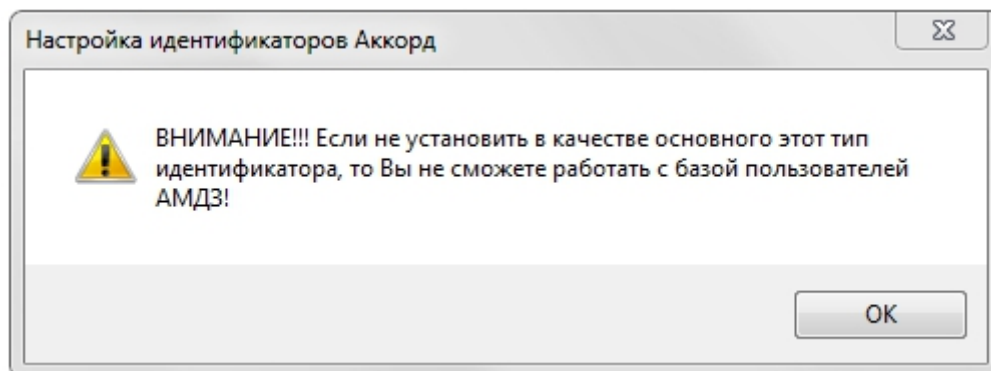 Настройка идентификаторов Аккорд
ВНИМАНИЕ!!! Если не установить в качестве основного этот тип
идентификатора, то Вы не сможете работать с базой пользователей
АМДЗ!
OK